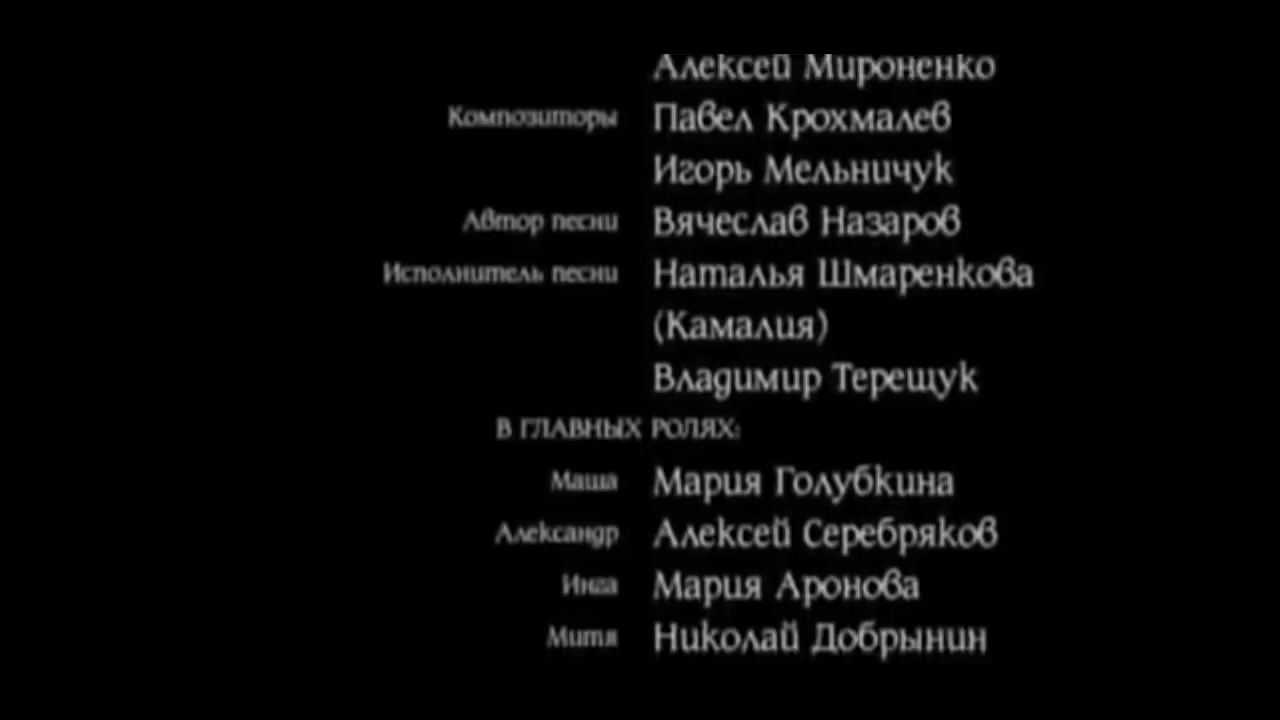 Алексей Мироненко
Композиторы Павел Крохмалев
Игорь Мельничук
Автор песни Вячеслав Назаров
Исполнитель песни Наталья Шмаренкова
(Камалия)
Владимир Терещук
В ГЛАВНЫХ РОЛЯХ:
Маша Мария Голубкина
Александр Алексей Серебряков
Инга Мария Аронова
Митя Николай Добрынин